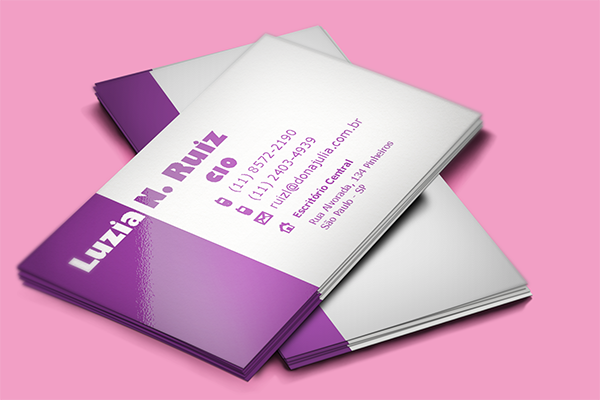 Luzia N. Ruiz
CIO
(11) 8572-2190
(11) 2403-4939
ruizl@donajulia.com.br
Escritório Central
Rua Alvorada, 134 Pinheiros
São Paulo - SP